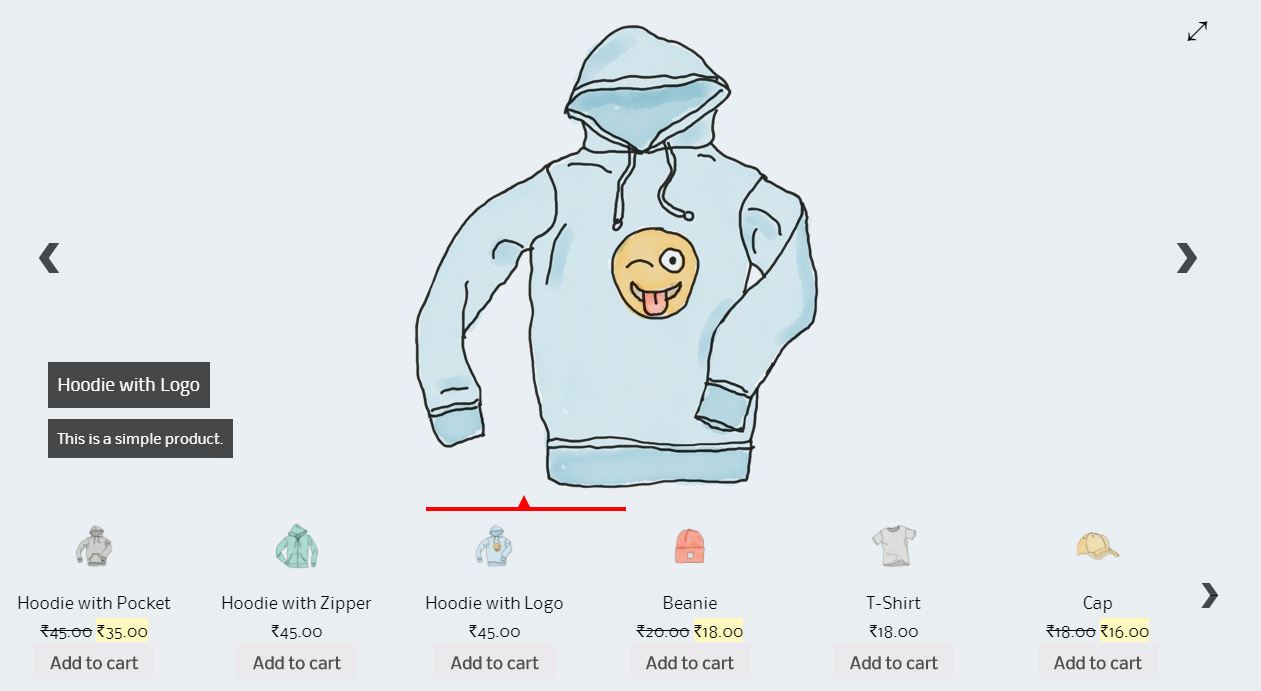 Hoodie with Logo
This is a simple product.
Hoodie with Pocket
Hoodie with Zipper
Hoodie with Logo
Beanie
T-Shirt
Cap
₹45.00 ₹35.00
₹45.00
₹45.00
₹20.00 ₹18.00
₹18.00
₹18.00 ₹16.00
Add to cart
Add to cart
Add to cart
Add to cart
Add to cart
Add to cart